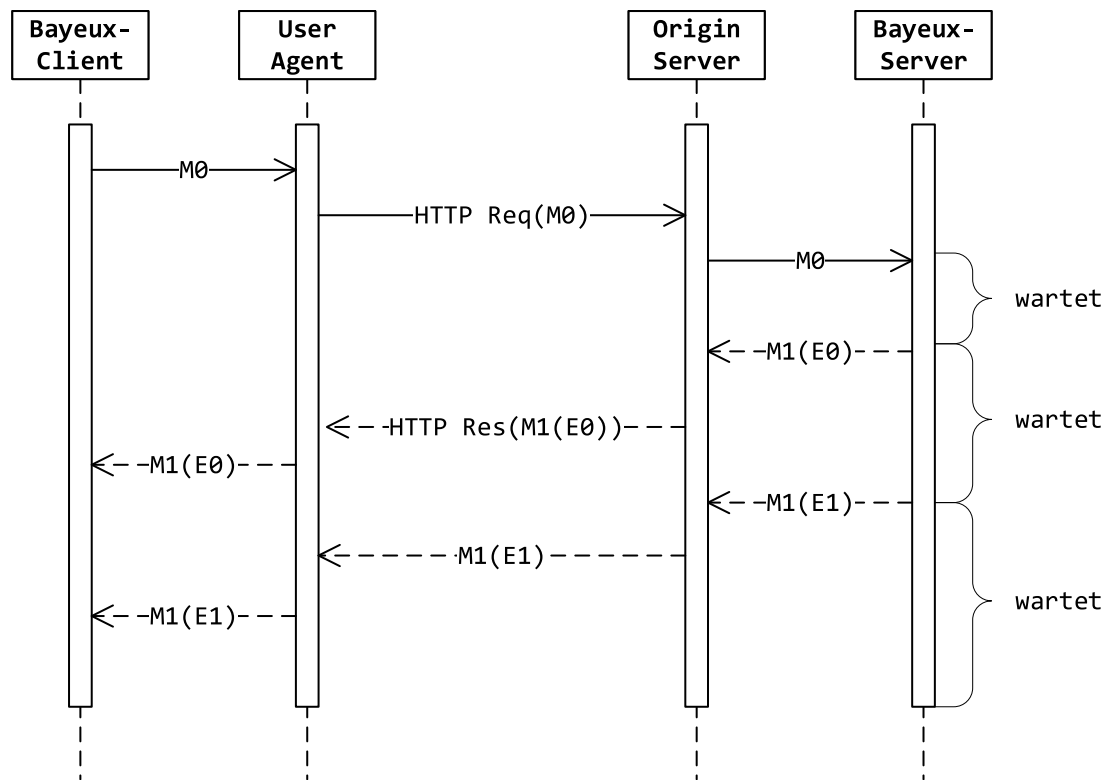 Bayeux-
Client
User
Agent
Origin
Server
Bayeux-
Server
M0
HTTP Req(M0)
M0
wartet
M1(E0)
wartet
HTTP Res(M1(E0))
M1(E0)
M1(E1)
M1(E1)
wartet
M1(E1)